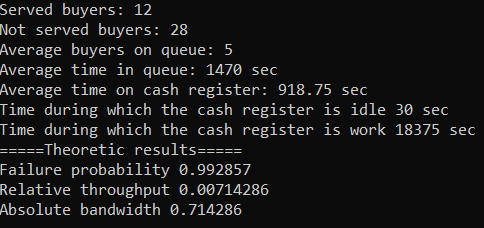 Served buyers: 12
Not served buyers: 28
Average buyers on queue: 5
Average time in queue: 1470 sec
Average time on cash register: 918.75 sec
Time during which the cash register is idle 30 sec
Time during which the cash register is work 18375 sec
=====Theoretic results=====
Failure probability 0.992857
Relative throughput 0.00714286
Absolute bandwidth 0.714286